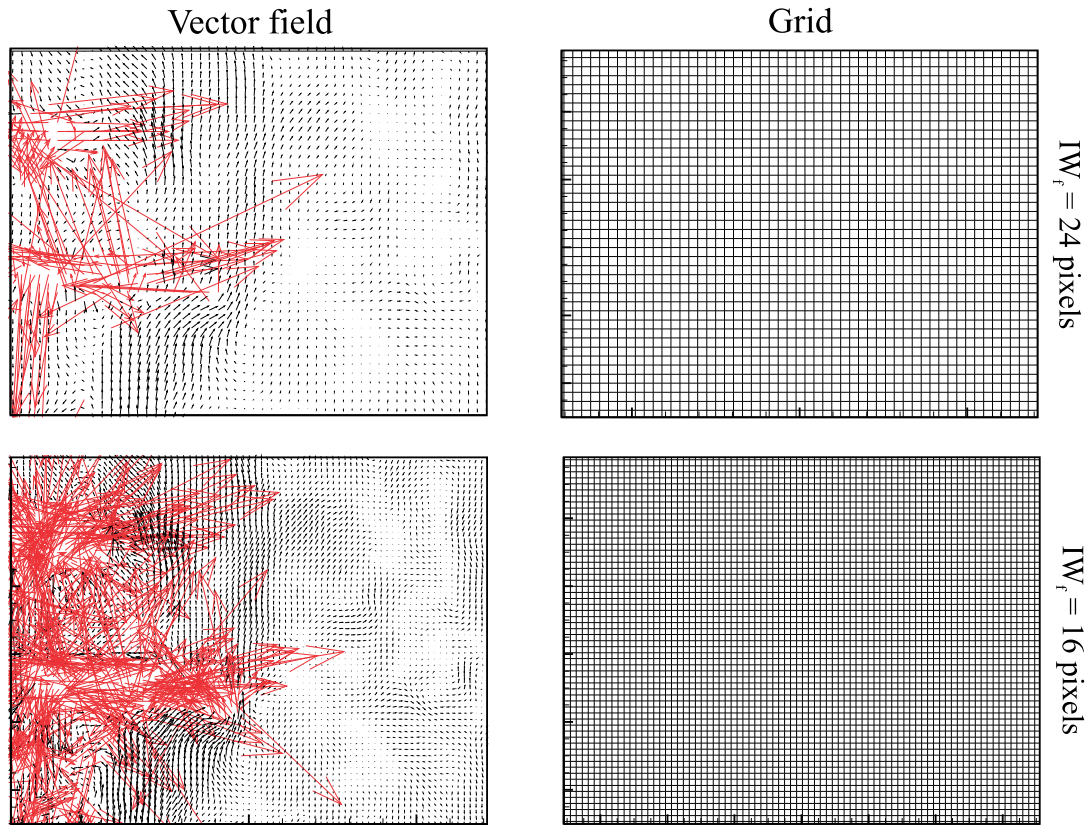 Vector field
Grid
IW_f = 24 pixels
IW_f = 16 pixels